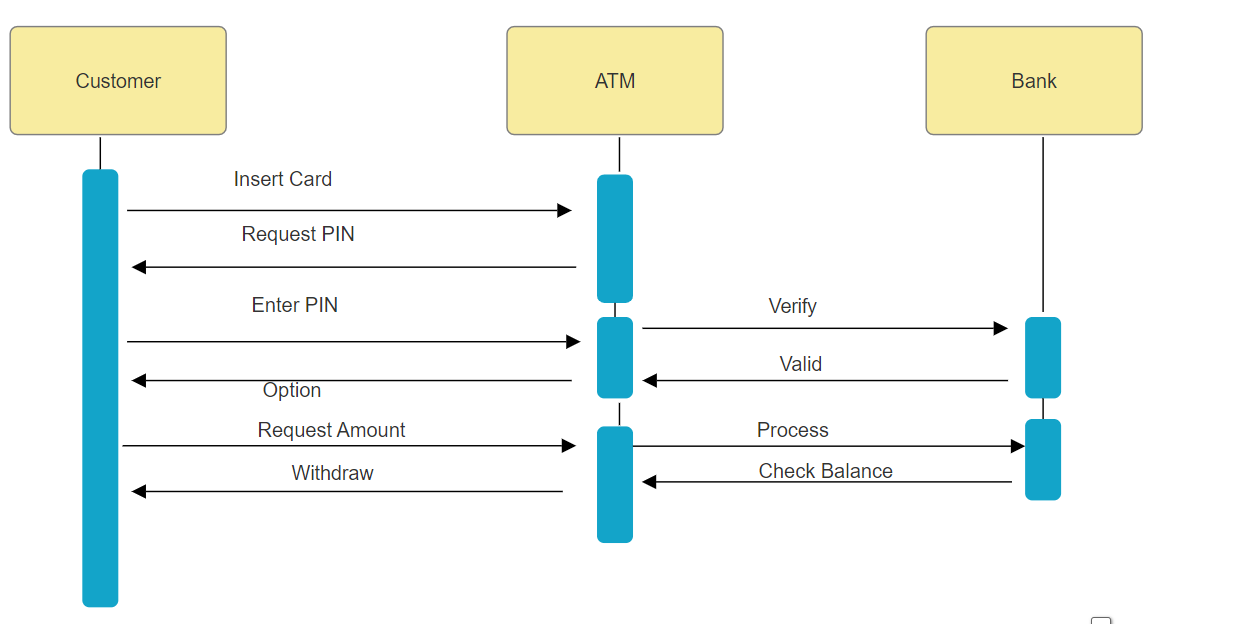 Customer
ATM
Bank
Insert Card
Request PIN
Enter PIN
Verify
Valid
Option
Request Amount
Process
Check Balance
Withdraw